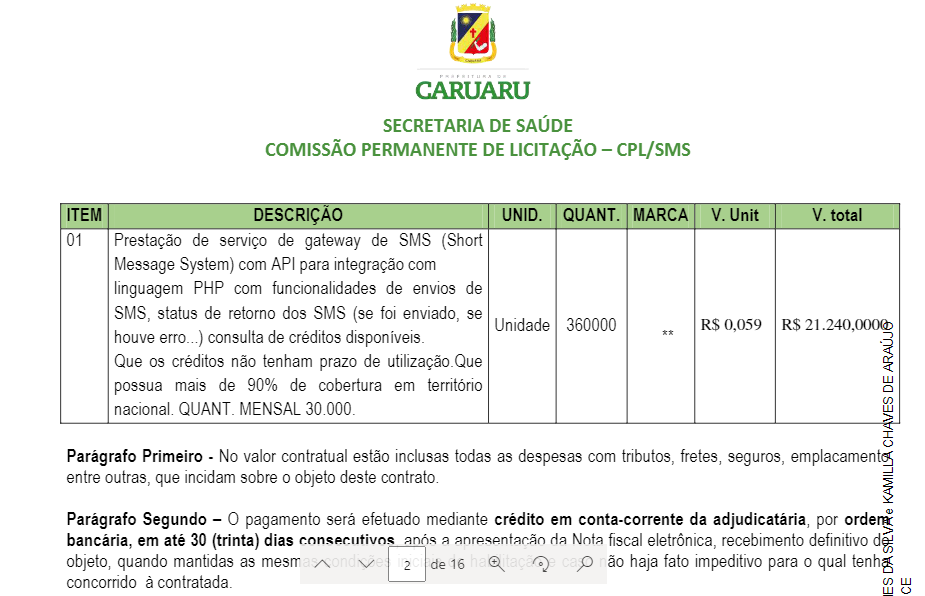 PREFEITURA DE
CARUARU
SECRETARIA DE SAÚDE
COMISSÃO PERMANENTE DE LICITAÇÃO – CPL/SMS
ITEM DESCRIÇÃO UNID. QUANT. MARCA V. Unit V. total
01 Prestação de serviço de gateway de SMS (Short
Message System) com API para integração com
linguagem PHP com funcionalidades de envios de
SMS, status de retorno dos SMS (se foi enviado, se
houve erro...) consulta de créditos disponíveis.
Que os créditos não tenham prazo de utilização.Que
possua mais de 90% de cobertura em território
nacional. QUANT. MENSAL 30.000.
Unidade 360000 ** R$ 0,059 R$ 21.240,0000
Parágrafo Primeiro - No valor contratual estão inclusas todas as despesas com tributos, fretes, seguros, emplacamento
entre outras, que incidam sobre o objeto deste contrato.
Parágrafo Segundo – O pagamento será efetuado mediante crédito em conta-corrente da adjudicatária, por ordem
bancária, em até 30 (trinta) dias consecutivos, após a apresentação da Nota fiscal eletrônica, recebimento definitivo do
objeto, quando mantidas as mesmas condições iniciais de habilitação e caso não haja fato impeditivo para o qual tenha
concorrido à contratada.
2 de 16
IES DA SILVA e KAMILLA CHAVES DE ARAÚJO
CE